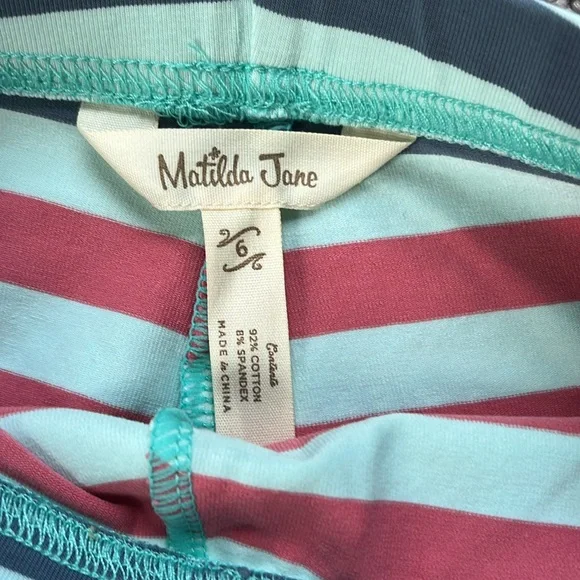 Matilda Jane
6
Contents
92% COTTON
8% SPANDEX
MADE in CHINA